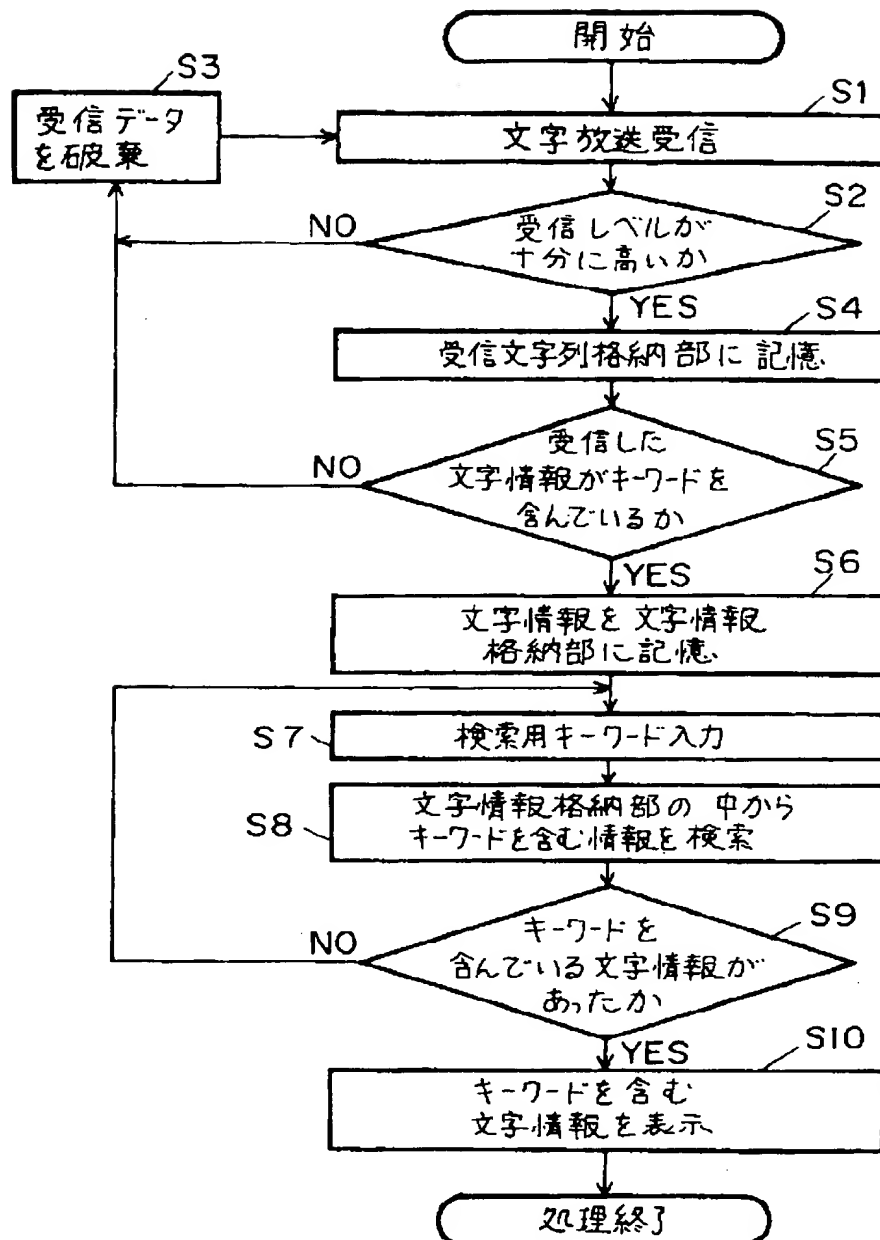 開始
S3
受信データ
を破棄
S1
文字放送受信
S2
NO
受信レベルが
十分に高いか
YES
S4
受信文字列格納部に記憶
S5
NO
受信した
文字情報がキーワードを
含んでいるか
YES
S6
文字情報を文字情報
格納部に記憶
S7
検索用キーワード入力
S8
文字情報格納部の中から
キーワードを含む情報を検索
S9
NO
キーワードを
含んでいる文字情報が
あったか
YES
S10
キーワードを含む
文字情報を表示
処理終了